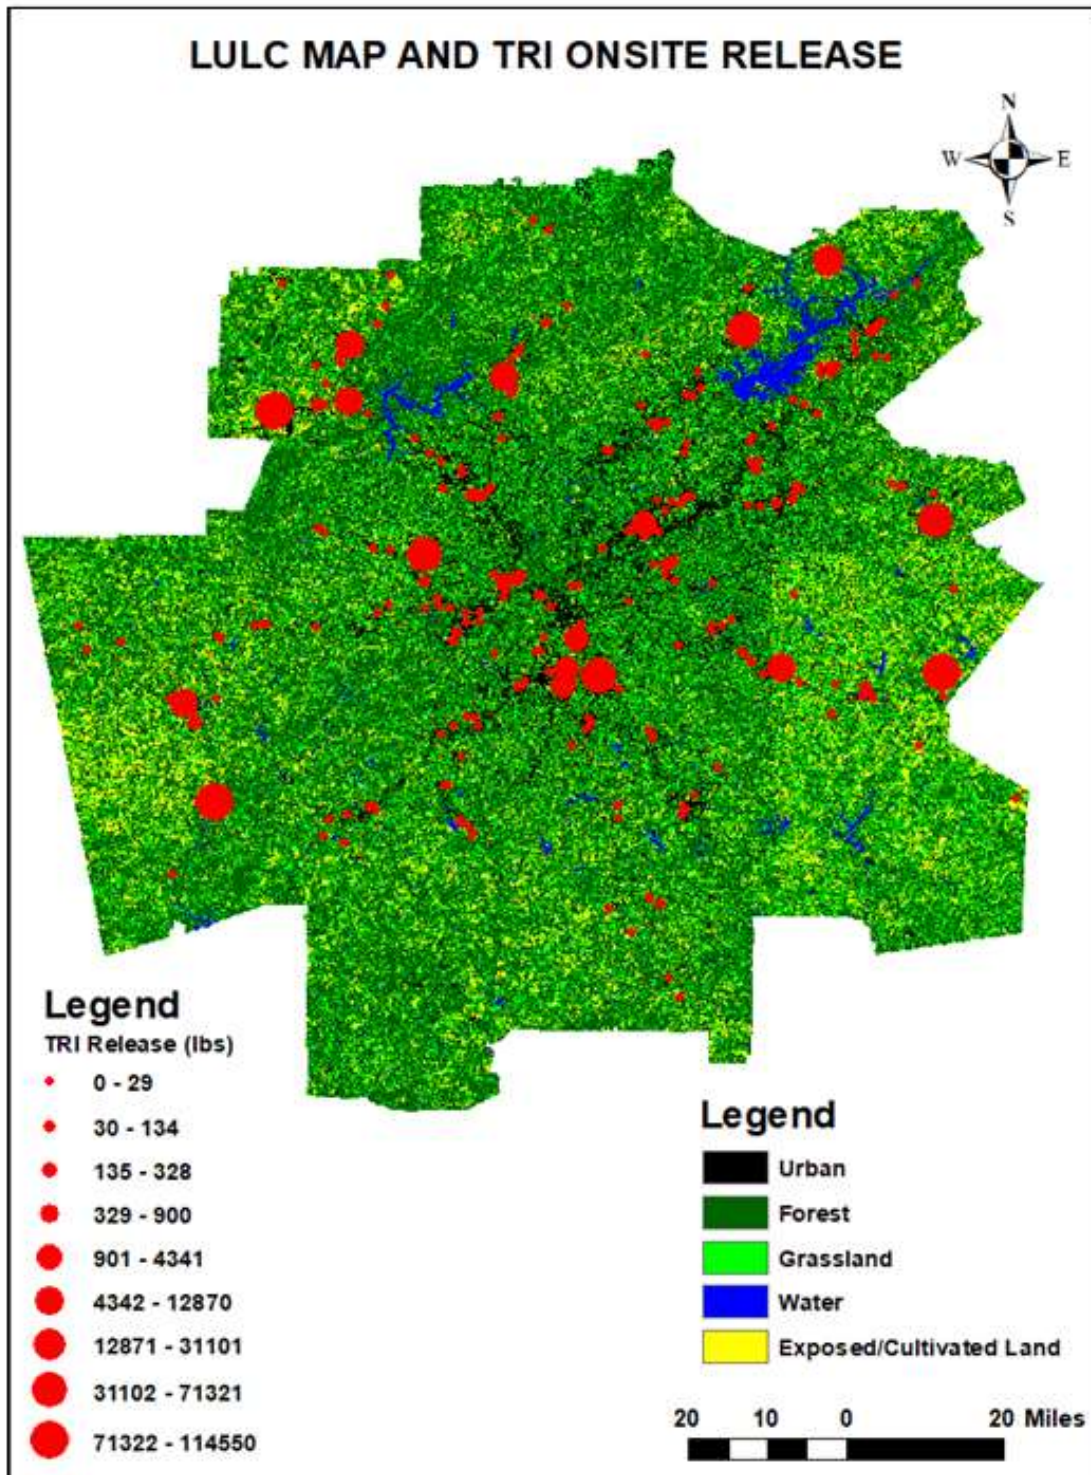 LULC MAP AND TRI ONSITE RELEASE
N
W E
S
Legend
TRI Release (lbs)
0 - 29
30 - 134
135 - 328
329 - 900
901 - 4341
4342 - 12870
12871 - 31101
31102 - 71321
71322 - 114550
Legend
Urban
Forest
Grassland
Water
Exposed/Cultivated Land
20 10 0 20 Miles